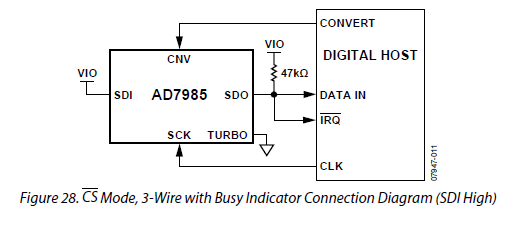 CONVERT
VIO
CNV
DIGITAL HOST
VIO
47kΩ
SDI
AD7985
SDO
DATA IN
IRQ
SCK
TURBO
CLK
07947-011
Figure 28. CS Mode, 3-Wire with Busy Indicator Connection Diagram (SDI High)